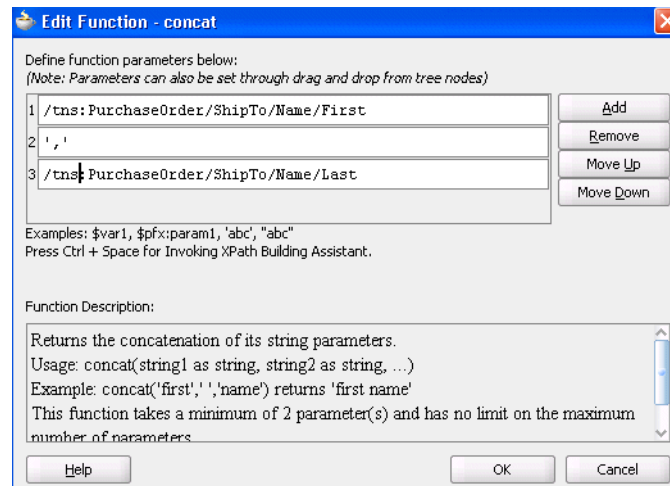 Edit Function - concat
Define function parameters below:
(Note: Parameters can also be set through drag and drop from tree nodes)
1 /tns:PurchaseOrder/ShipTo/Name/First
Add
2 ','
Remove
3 /tns:PurchaseOrder/ShipTo/Name/Last
Move Up
Move Down
Examples: $var1, $pfx:param1, 'abc', "abc"
Press Ctrl + Space for Invoking XPath Building Assistant.
Function Description:
Returns the concatenation of its string parameters.
Usage: concat(string1 as string, string2 as string, ...)
Example: concat('first',' ','name') returns 'first name'
This function takes a minimum of 2 parameter(s) and has no limit on the maximum
number of parameters
Help
OK
Cancel